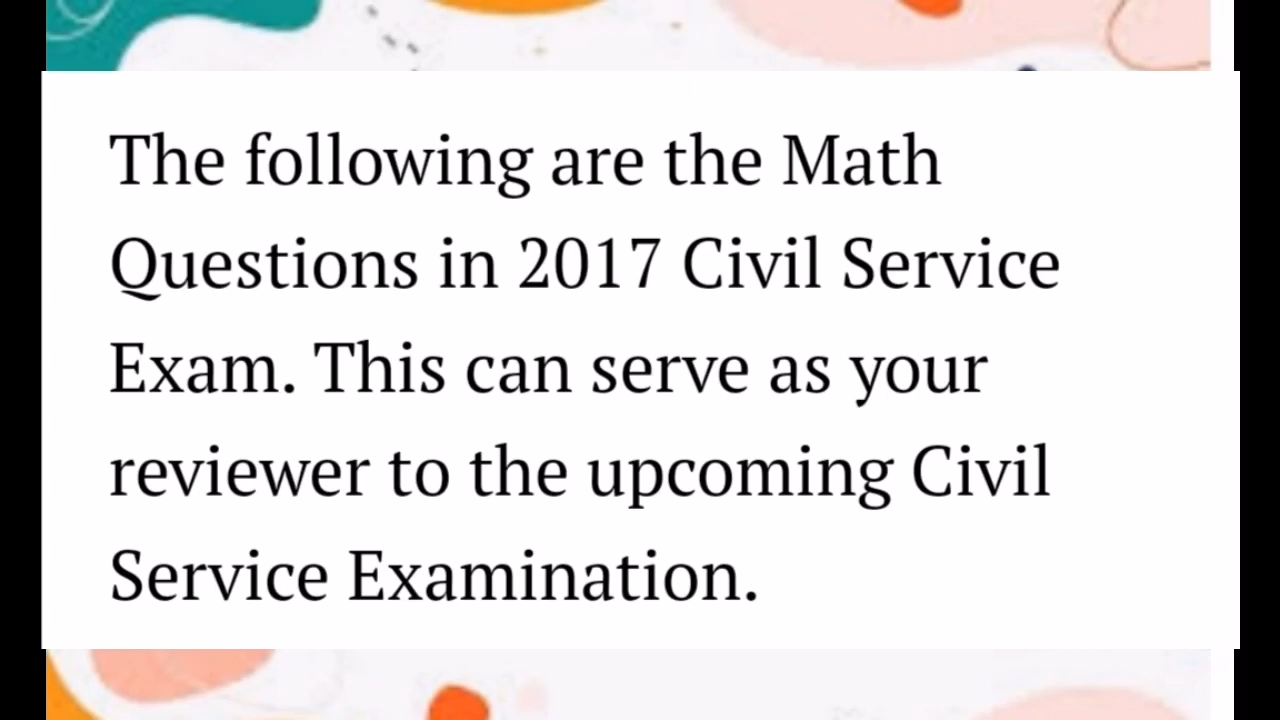 The following are the Math
Questions in 2017 Civil Service
Exam. This can serve as your
reviewer to the upcoming Civil
Service Examination.